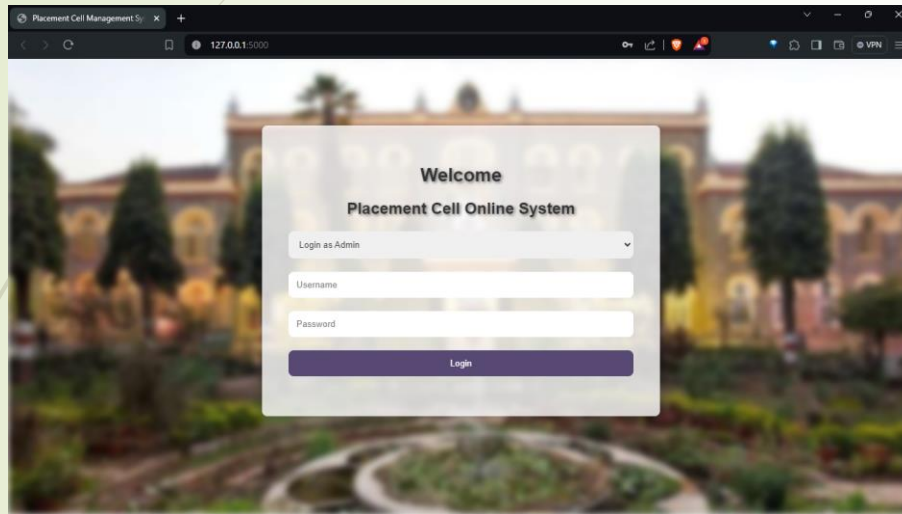 Placement Cell Management Sy
127.0.0.1:5000
VPN
Welcome
Placement Cell Online System
Login as Admin
Username
Password
Login